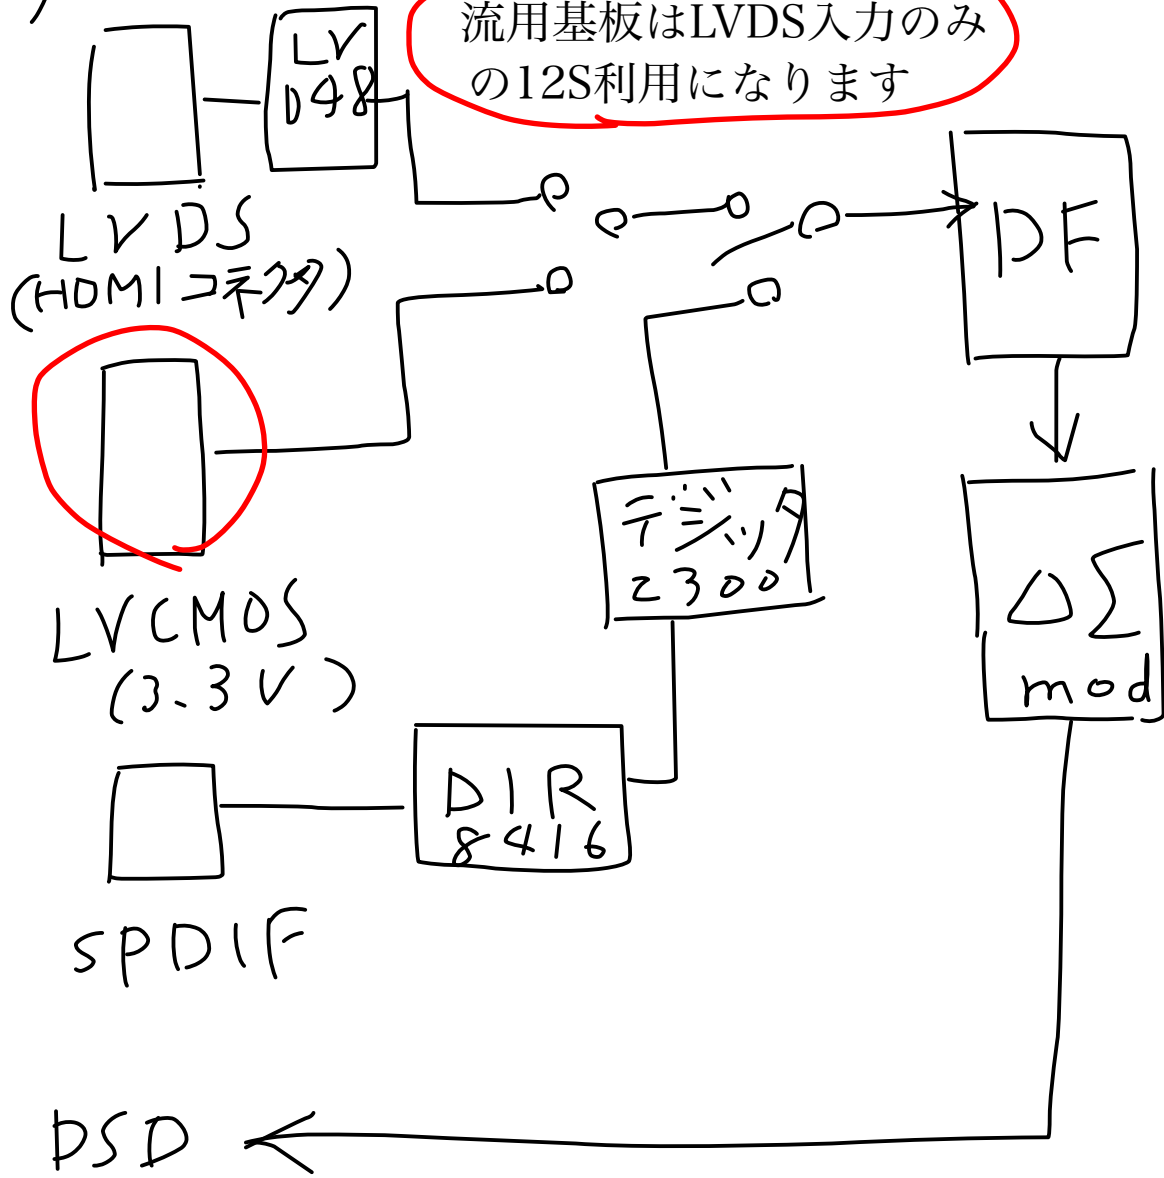 流用基板はLVDS入力のみ
の12S利用になります
LV
D48
LVDS
(HDMIコネクタ)
DF
LVCMOS
(3.3V)
デジッタ
2300
ΔΣ
mod
DIR
8416
SPDIF
DSD